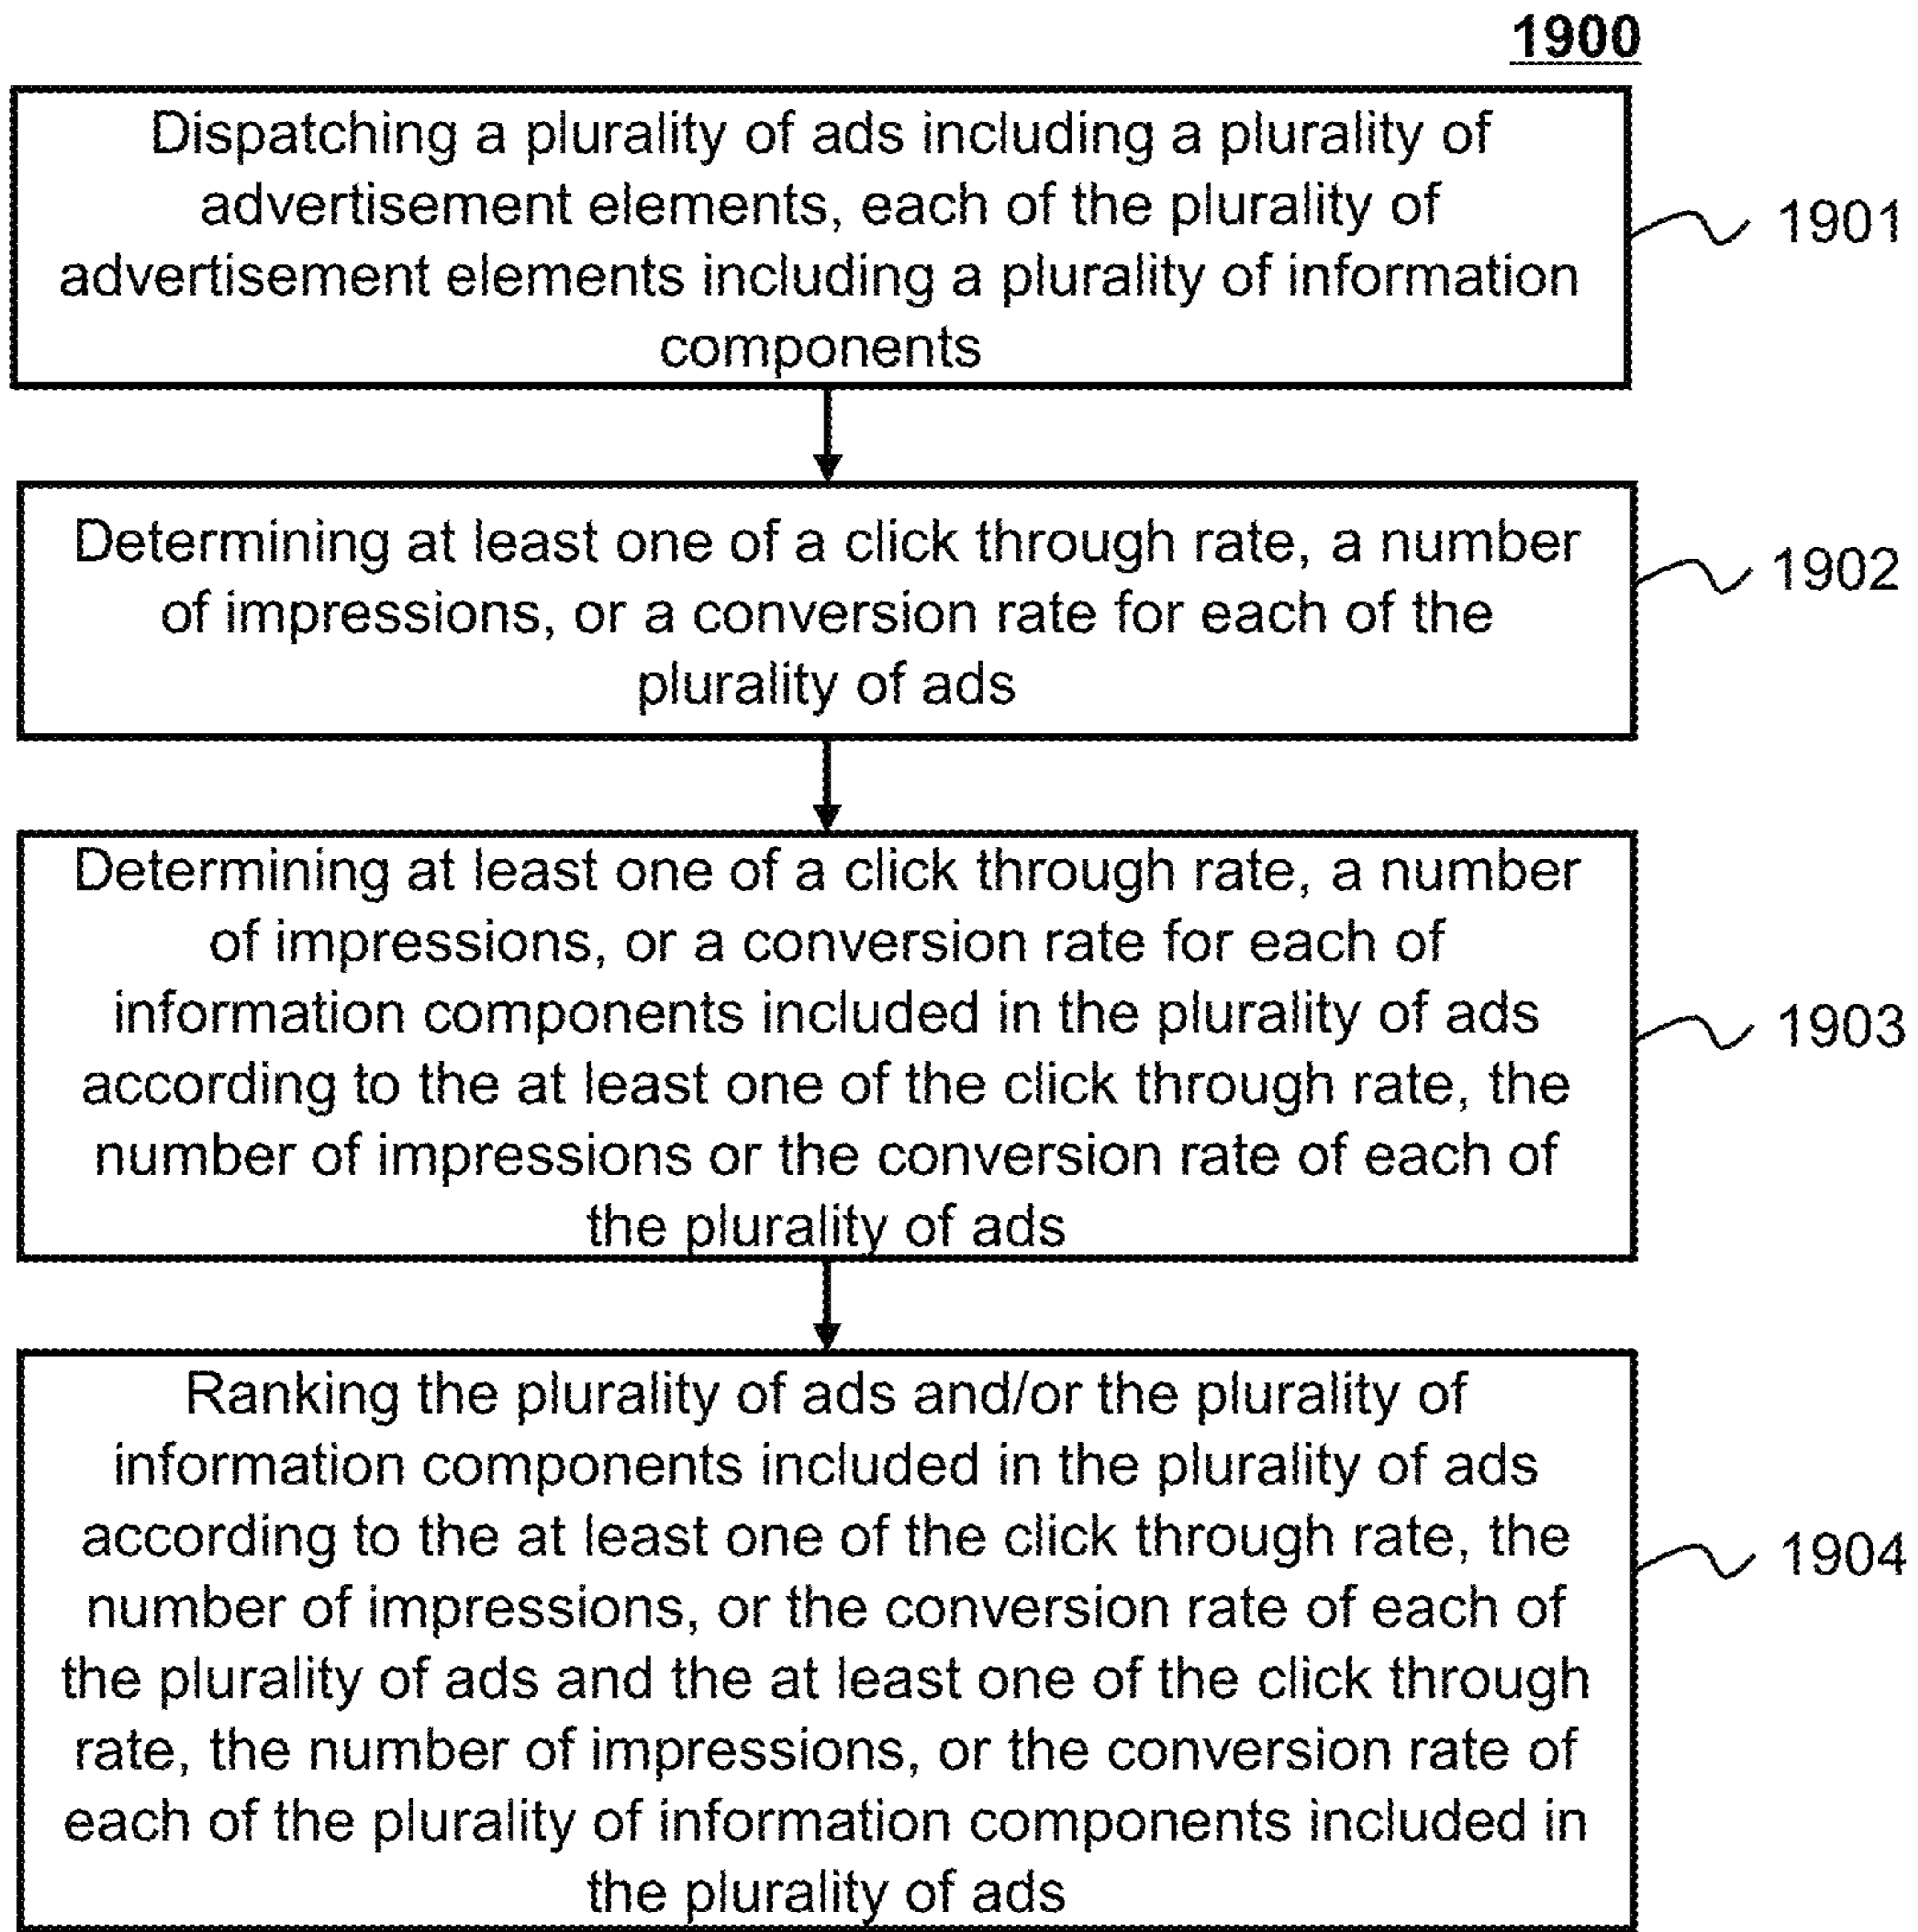 1900
Dispatching a plurality of ads including a plurality of
advertisement elements, each of the plurality of
advertisement elements including a plurality of information
components
1901
Determining at least one of a click through rate, a number
of impressions, or a conversion rate for each of the
plurality of ads
1902
Determining at least one of a click through rate, a number
of impressions, or a conversion rate for each of
information components included in the plurality of ads
according to the at least one of the click through rate, the
number of impressions or the conversion rate of each of
the plurality of ads
1903
Ranking the plurality of ads and/or the plurality of
information components included in the plurality of ads
according to the at least one of the click through rate, the
number of impressions, or the conversion rate of each of
the plurality of ads and the at least one of the click through
rate, the number of impressions, or the conversion rate of
each of the plurality of information components included in
the plurality of ads
1904